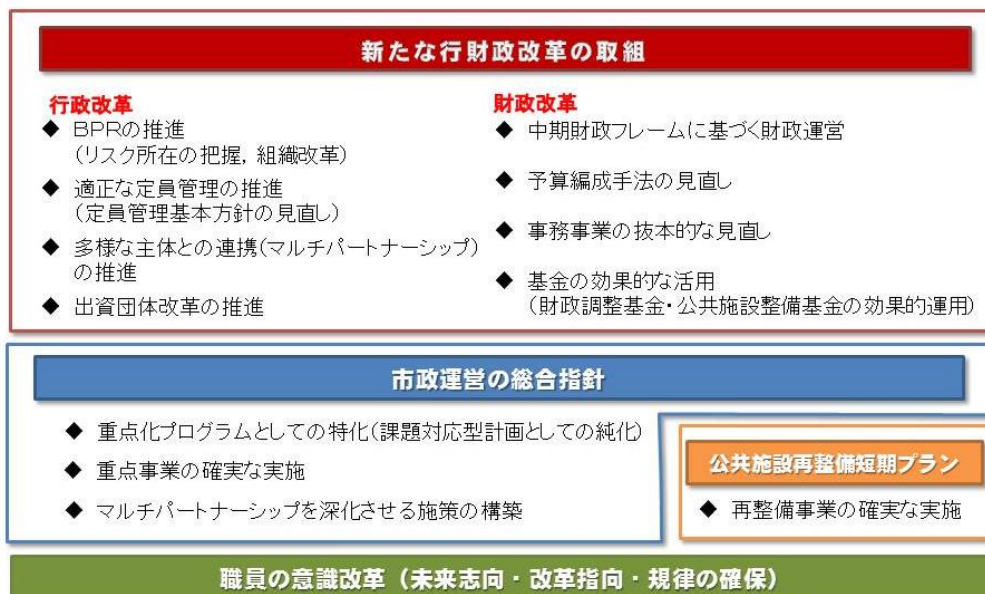 新たな行財政改革の取組
行政改革
◆ BPRの推進
(リスク所在の把握, 組織改革)
◆ 適正な定員管理の推進
(定員管理基本方針の見直し)
◆ 多様な主体との連携(マルチパートナーシップ)
の推進
◆ 出資団体改革の推進
財政改革
◆ 中期財政フレームに基づく財政運営
◆ 予算編成手法の見直し
◆ 事務事業の抜本的な見直し
◆ 基金の効果的な活用
(財政調整基金・公共施設整備基金の効果的運用)
市政運営の総合指針
◆ 重点化プログラムとしての特化(課題対応型計画としての純化)
◆ 重点事業の確実な実施
◆ マルチパートナーシップを深化させる施策の構築
公共施設再整備短期プラン
◆ 再整備事業の確実な実施
職員の意識改革（未来志向・改革指向・規律の確保）